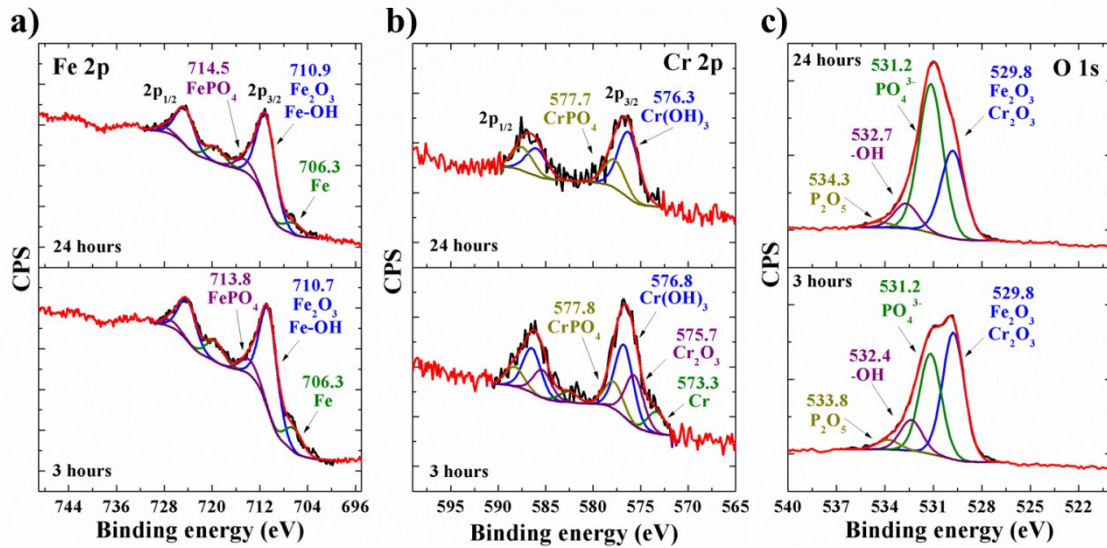 a)
Fe 2p
2p1/2
714.5
FePO4
2p3/2
710.9
Fe2O3
Fe-OH
706.3
Fe
24 hours
713.8
FePO4
710.7
Fe2O3
Fe-OH
706.3
Fe
3 hours
CPS
744 736 728 720 712 704 696
Binding energy (eV)
b)
Cr 2p
2p1/2
577.7
CrPO4
2p3/2
576.3
Cr(OH)3
24 hours
577.8
CrPO4
576.8
Cr(OH)3
575.7
Cr2O3
573.3
Cr
3 hours
CPS
595 590 585 580 575 570 565
Binding energy (eV)
c)
O 1s
24 hours
531.2
PO4 3-
529.8
Fe2O3
Cr2O3
532.7
-OH
534.3
P2O5
3 hours
531.2
PO4 3-
529.8
Fe2O3
Cr2O3
532.4
-OH
533.8
P2O5
CPS
540 537 534 531 528 525 522
Binding energy (eV)